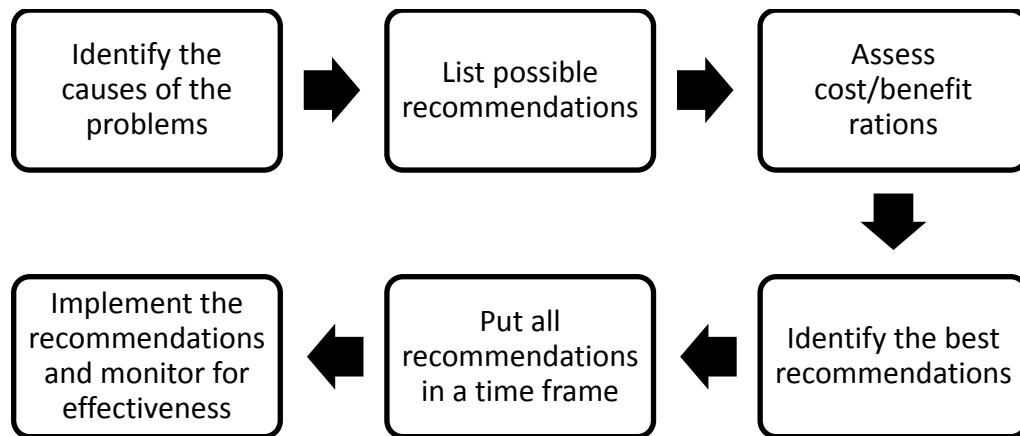 Identify the
causes of the
problems
List possible
recommendations
Assess
cost/benefit
rations
Identify the best
recommendations
Put all
recommendations
in a time frame
Implement the
recommendations
and monitor for
effectiveness